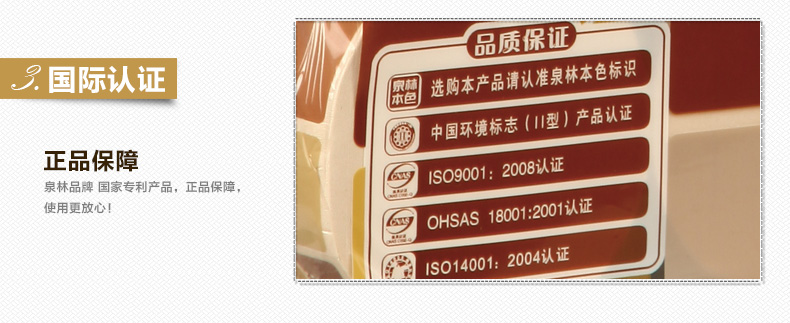 3. 国际认证
正品保障
泉林品牌 国家专利产品，正品保障，
使用更放心！
品质保证
泉林
本色
选购本产品请认准泉林本色标识
中国环境标志（II型）产品认证
CNAS
ISO9001：2008认证
CNAS
OHSAS 18001:2001认证
ISO14001：2004认证